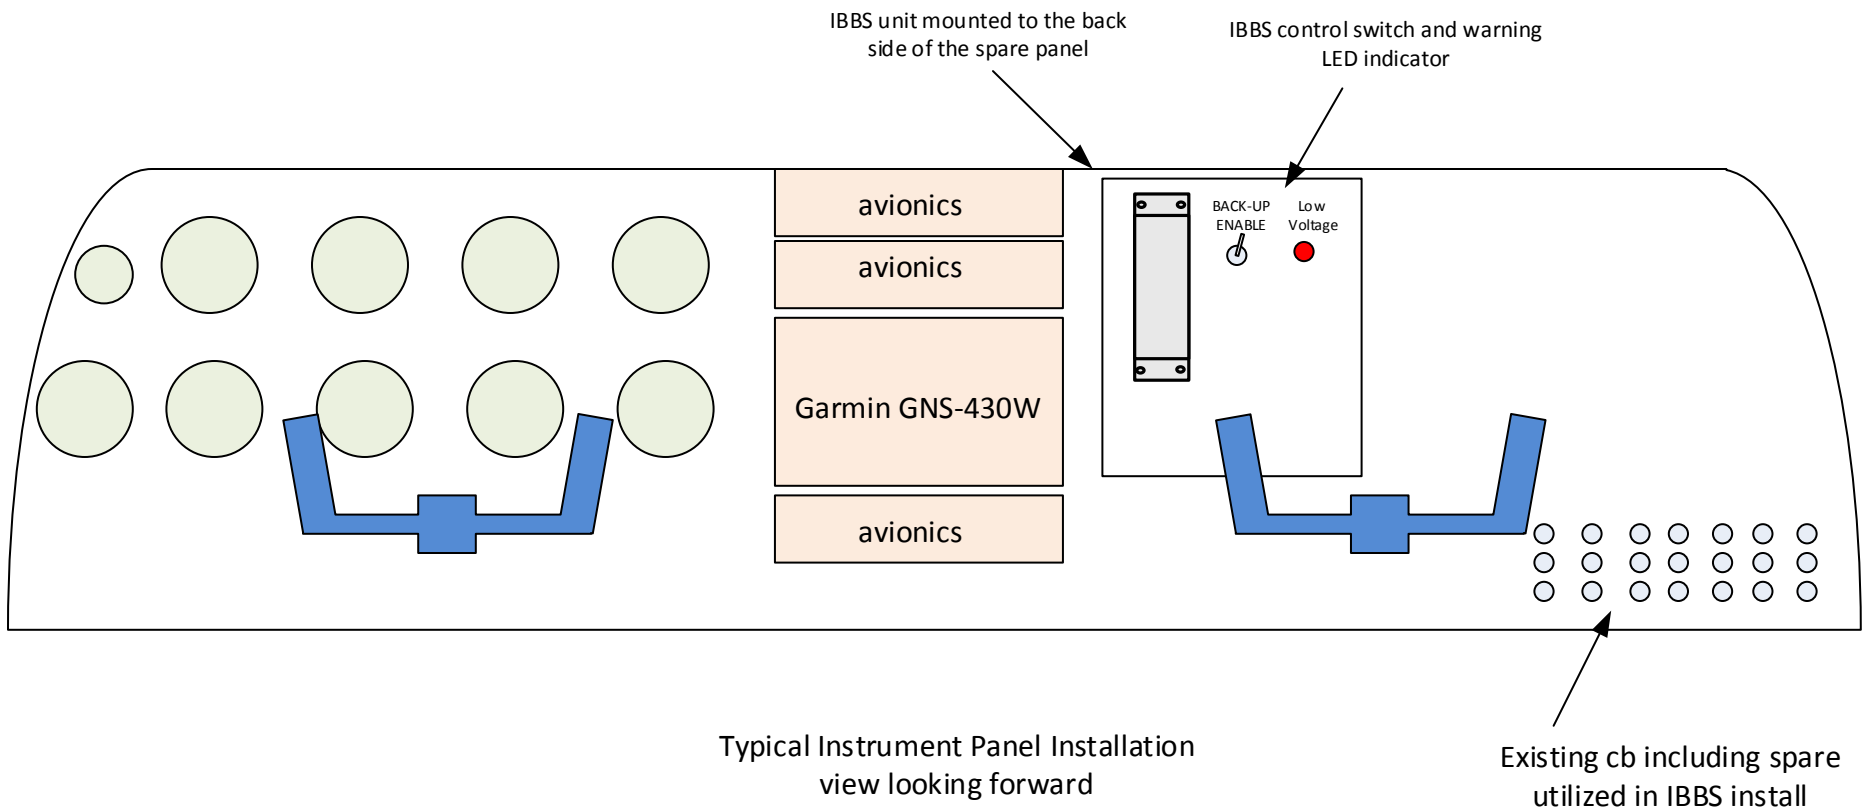 IBBS unit mounted to the back
side of the spare panel
IBBS control switch and warning
LED indicator
avionics
avionics
Garmin GNS-430W
avionics
BACK-UP
ENABLE
Low
Voltage
Typical Instrument Panel Installation
view looking forward
Existing cb including spare
utilized in IBBS install